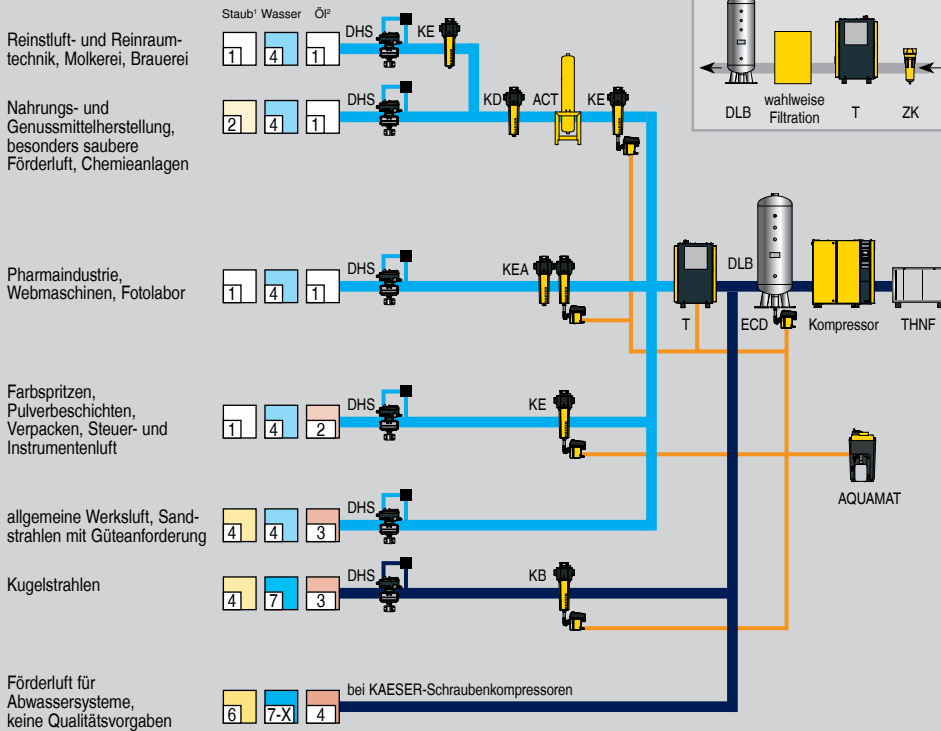 Staub¹ Wasser Öl²
Reinstluft- und Reinraum-
technik, Molkerei, Brauerei
1 4 1
DHS KE
DLB
wahlweise
Filtration
T ZK
Nahrungs- und
Genussmittelherstellung,
besonders saubere
Förderluft, Chemieanlagen
2 4 1
DHS KD ACT KE
Pharmaindustrie,
Webmaschinen, Fotolabor
1 4 1
DHS KEA DLB
T ECD Kompressor THNF
Farbspritzen,
Pulverbeschichten,
Verpacken, Steuer- und
Instrumentenluft
1 4 2
DHS KE
AQUAMAT
allgemeine Werksluft, Sand-
strahlen mit Güteanforderung
4 4 3
DHS
Kugelstrahlen
4 7 3
DHS KB
Förderluft für
Abwassersysteme,
keine Qualitätsvorgaben
6 7-X 4
bei KAESER-Schraubenkompressoren